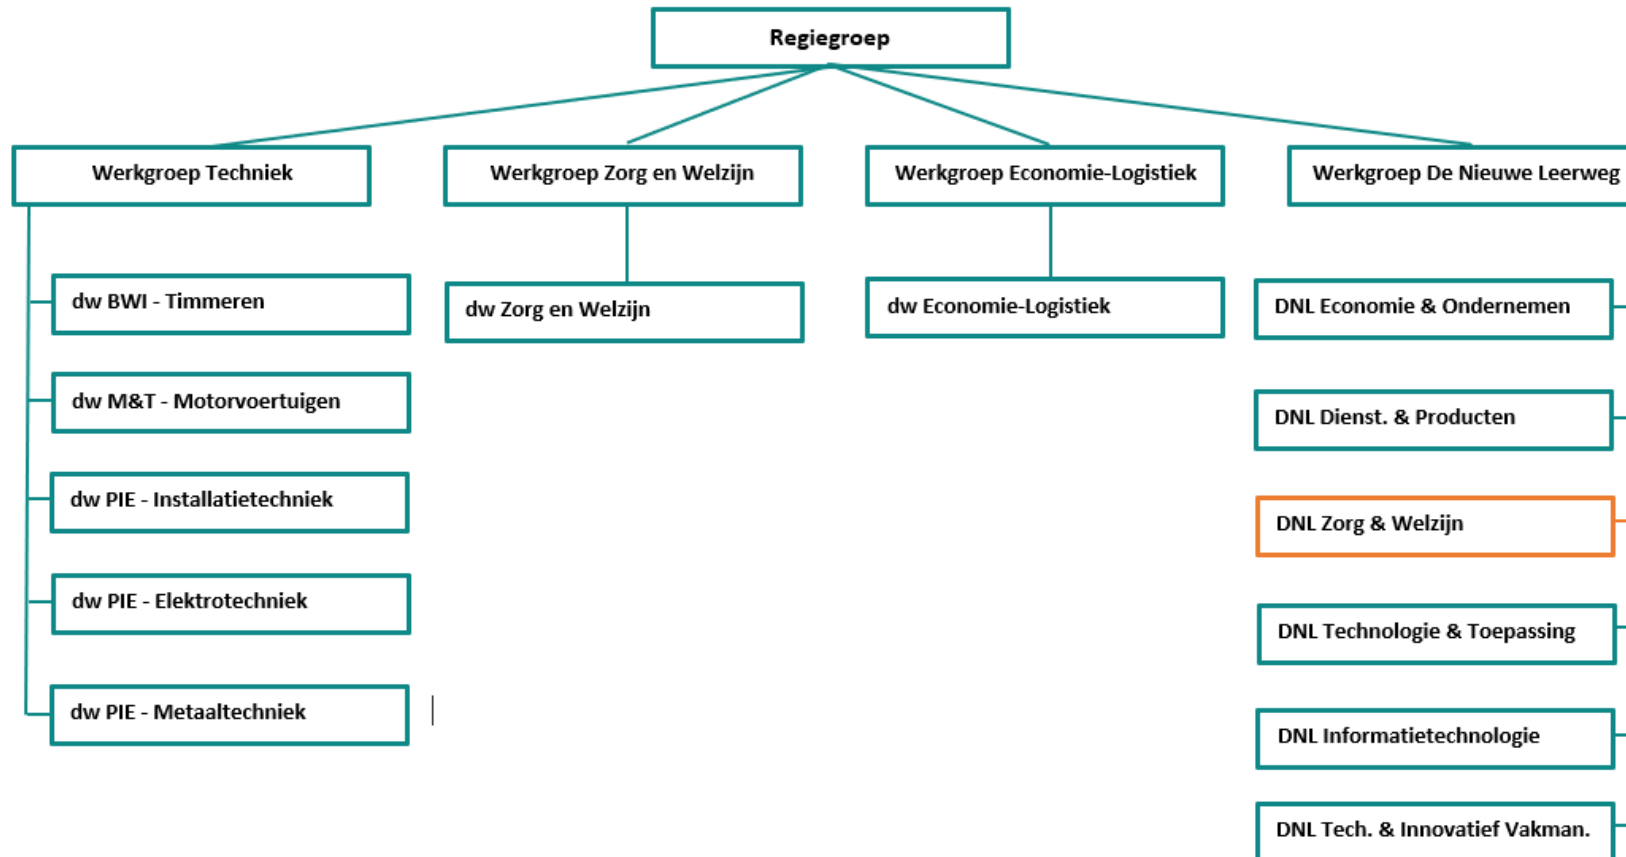 Regiegroep
Werkgroep Techniek
Werkgroep Zorg en Welzijn
Werkgroep Economie-Logistiek
Werkgroep De Nieuwe Leerweg
dw BWI - Timmeren
dw M&T - Motorvoertuigen
dw PIE - Installatietechniek
dw PIE - Elektrotechniek
dw PIE - Metaaltechniek
dw Zorg en Welzijn
dw Economie-Logistiek
DNL Economie & Ondernemen
DNL Dienst. & Producten
DNL Zorg & Welzijn
DNL Technologie & Toepassing
DNL Informatietechnologie
DNL Tech. & Innovatief Vakman.